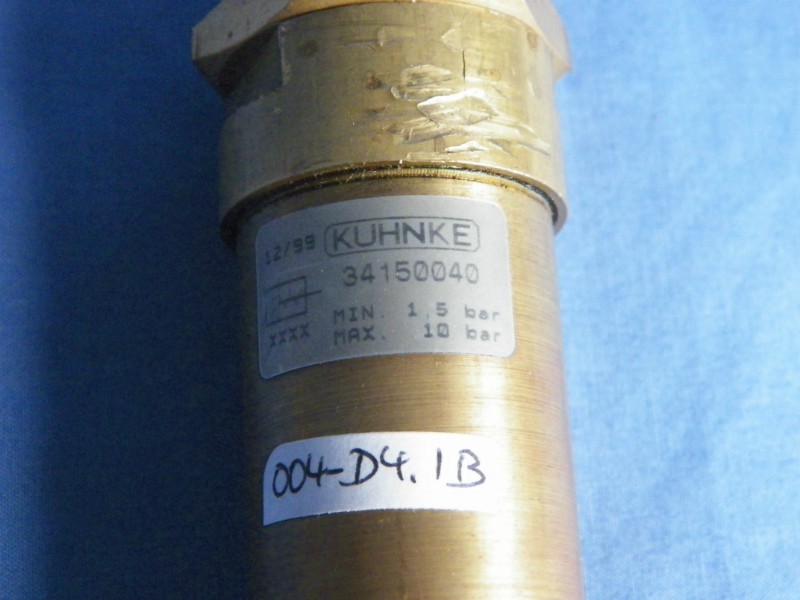 12/99 KUHNKE
34150040
MIN. 1,5 bar
xxxx MAX. 10 bar
004-D4.1B